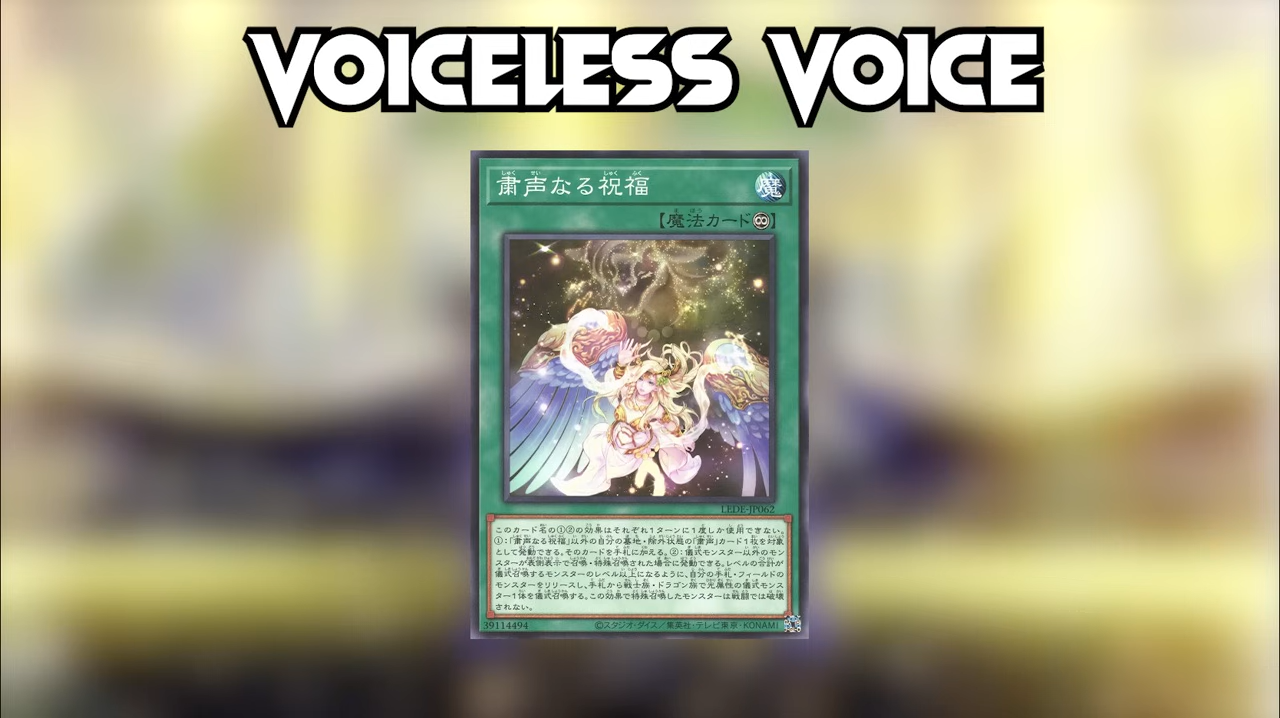 VOICELESS VOICE
しゅく せい しゅく ふく
粛声なる祝福
魔
【魔法カード∞】
LEDE-JP062
このカード名の①②の効果はそれぞれ1ターンに1度しか使用できない。
①:「粛声なる祝福」以外の自分の墓地・除外状態の「粛声」カード1枚を対象
として発動できる。そのカードを手札に加える。②:儀式モンスター以外のモン
スターが表側表示で召喚・特殊召喚された場合に発動できる。レベルの合計が
儀式召喚するモンスターのレベル以上になるように、自分の手札・フィールドの
モンスターをリリースし、手札から戦士族・ドラゴン族で光属性の儀式モンス
ター1体を儀式召喚する。この効果で特殊召喚したモンスターは戦闘では破壊
されない。
39114494
©スタジオ・ダイス／集英社・テレビ東京・KONAMI